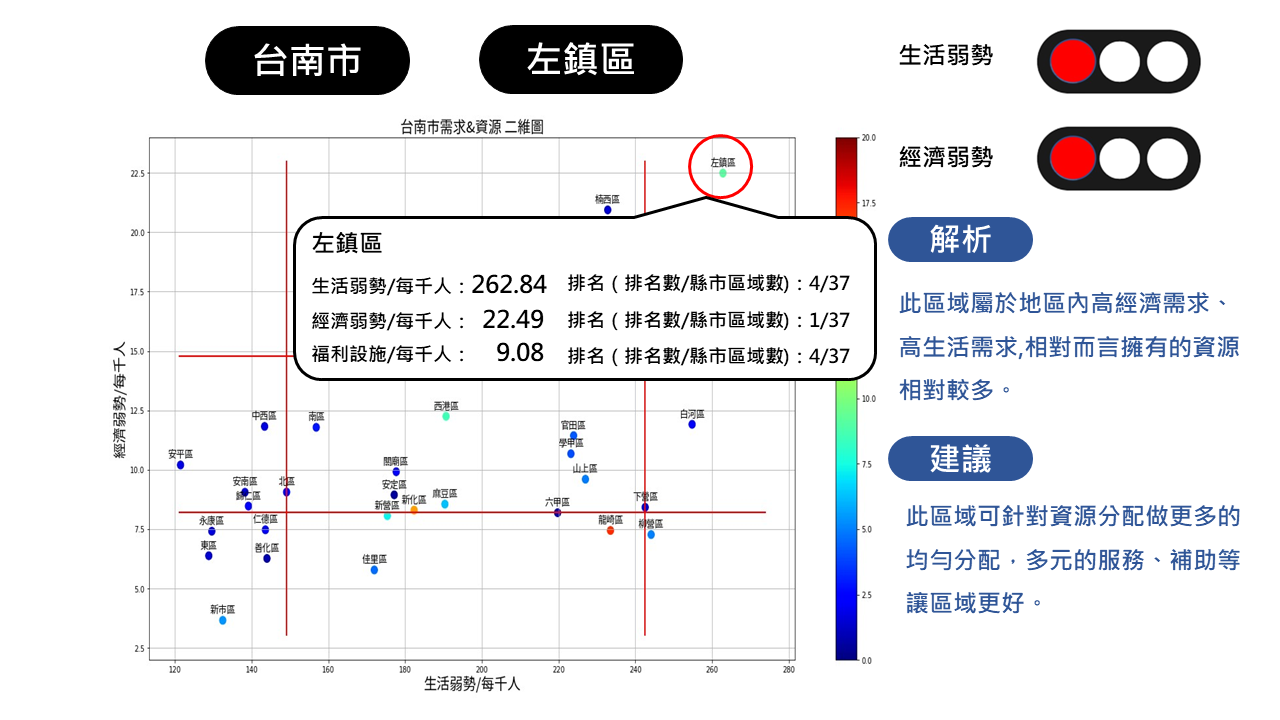 台南市
左鎮區
生活弱勢
經濟弱勢
台南市需求&資源 二維圖
左鎮區
楠西區
左鎮區
生活弱勢/每千人：262.84 排名（排名數/縣市區域數)：4/37
經濟弱勢/每千人： 22.49 排名（排名數/縣市區域數)：1/37
福利設施/每千人： 9.08 排名（排名數/縣市區域數)：4/37
西港區
中西區
南區
官田區
白河區
學甲區
安平區
關廟區
山上區
安南區
北區
安定區
歸仁區
新營區
新化區
麻豆區
六甲區
下營區
永康區
仁德區
龍崎區
柳營區
東區
善化區
佳里區
新市區
22.5
20.0
17.5
15.0
12.5
10.0
7.5
5.0
2.5
經濟弱勢/每千人
120 140 160 180 200 220 240 260 280
生活弱勢/每千人
20.0
17.5
10.0
7.5
5.0
2.5
0.0
解析
此區域屬於地區內高經濟需求、
高生活需求,相對而言擁有的資源
相對較多。
建議
此區域可針對資源分配做更多的
均勻分配，多元的服務、補助等
讓區域更好。